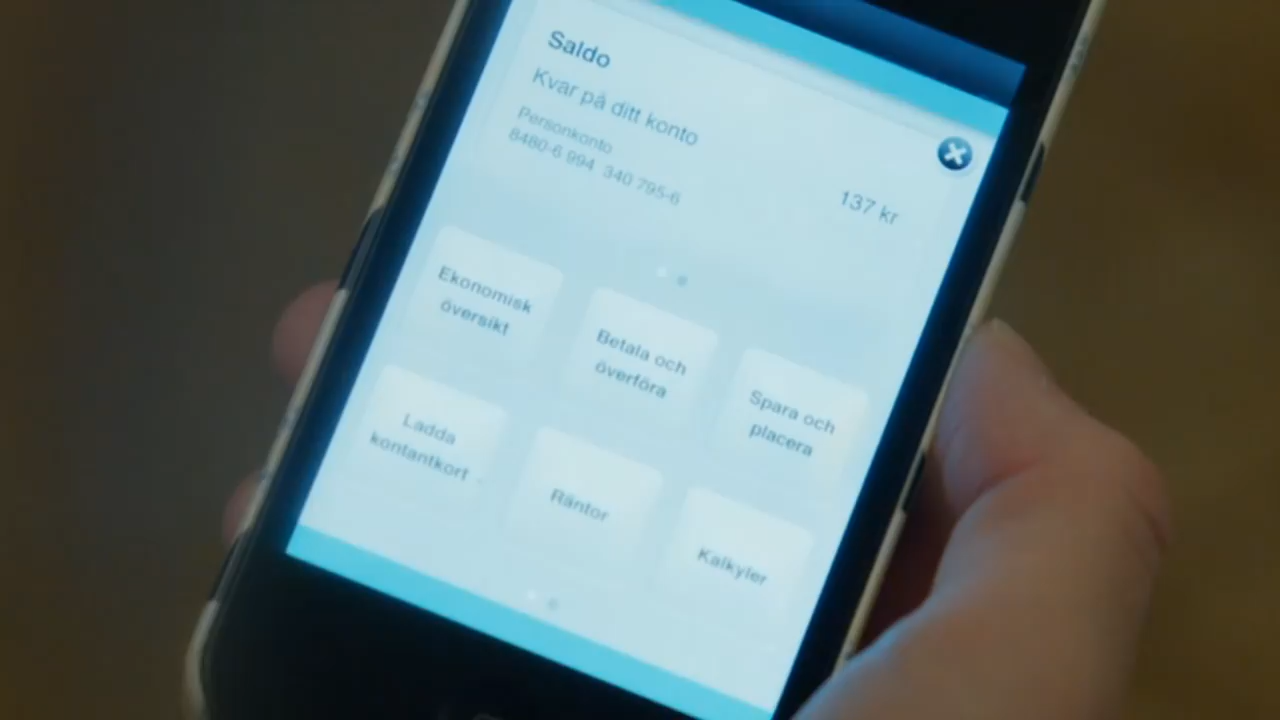 Saldo
Kvar på ditt konto
Personkonto
8480-6 994 340 795-6
137 kr
Ekonomisk
översikt
Betala och
överföra
Spara och
placera
Ladda
kontantkort
Räntor
Kalkyler